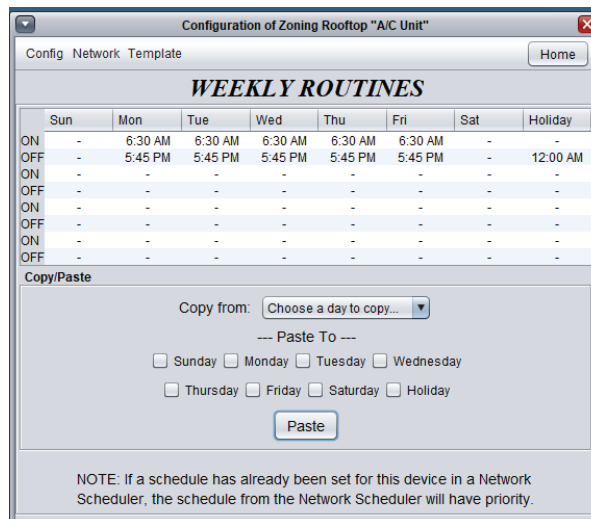 Configuration of Zoning Rooftop "A/C Unit"
Config Network Template Home
WEEKLY ROUTINES
Sun Mon Tue Wed Thu Fri Sat Holiday
ON - 6:30 AM 6:30 AM 6:30 AM 6:30 AM 6:30 AM - -
OFF - 5:45 PM 5:45 PM 5:45 PM 5:45 PM 5:45 PM - 12:00 AM
ON - - - - - - - -
OFF - - - - - - - -
ON - - - - - - - -
OFF - - - - - - - -
ON - - - - - - - -
OFF - - - - - - - -
Copy/Paste
Copy from: Choose a day to copy...
--- Paste To ---
Sunday Monday Tuesday Wednesday
Thursday Friday Saturday Holiday
Paste
NOTE: If a schedule has already been set for this device in a Network
Scheduler, the schedule from the Network Scheduler will have priority.